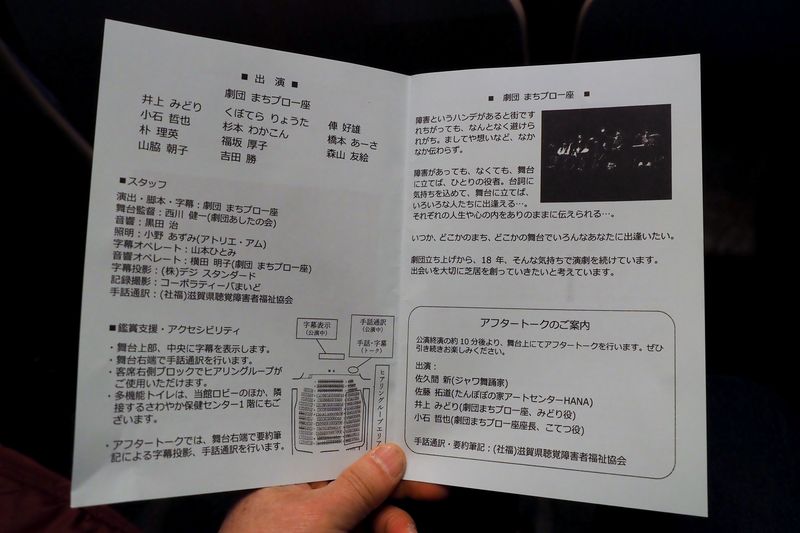 ■ 出 演 ■
劇団 まちプロ一座
井上 みどり
小石 哲也
朴 理英
山脇 朝子
くぼてら りょうた
杉本 わかこん
福坂 厚子
吉田 勝
俥 好雄
橋本 あーさ
森山 友絵
■スタッフ
演出・脚本・字幕：劇団 まちプロ一座
舞台監督：西川 健一(劇団あしたの会)
音響：黒田 治
照明：小野 あずみ(アトリエ・アム)
字幕オペレート：山本ひとみ
音響オペレート：横田 明子(劇団 まちプロ一座)
字幕投影：(株)デジ スタンダード
記録撮影：コーポラティーバまいど
手話通訳：(社福)滋賀県聴覚障害者福祉協会
■鑑賞支援・アクセシビリティ
・舞台上部、中央に字幕を表示します。
・舞台右端で手話通訳を行います。
・客席右側ブロックでヒアリングループが
ご使用いただけます。
・多機能トイレは、当館ロビーのほか、隣
接するさわやか保健センター1階にもご
ざいます。
・アフタートークでは、舞台右端で要約筆
記による字幕投影、手話通訳を行います。
字幕表示
(公演中)
手話通訳
(公演中)
手話・字幕
(トーク)
ヒアリングループエリア
■ 劇団 まちプロ一座 ■
障害というハンデがあると街です
れちがっても、なんとなく避けら
れがち。ましてや想いなど、なか
なか伝わらず。
障害があっても、なくても、舞台
に立てば、ひとりの役者。台詞に
気持ちを込めて、舞台に立てば、
いろいろな人たちに出逢える…。
それぞれの人生や心の内をありのままに伝えられる…。
いつか、どこかのまち、どこかの舞台でいろんなあなたに出逢いたい。
劇団立ち上げから、18 年、そんな気持ちで演劇を続けています。
出会いを大切に芝居を創っていきたいと考えています。
アフタートークのご案内
公演終演の約 10 分後より、舞台上にてアフタートークを行います。ぜひ
引き続きお楽しみください。
出演：
佐久間 新(ジャワ舞踊家)
佐藤 拓道(たんぽぽの家アートセンターHANA)
井上 みどり(劇団まちプロ一座、みどり役)
小石 哲也(劇団まちプロ一座座長、こてつ役)
手話通訳・要約筆記：(社福)滋賀県聴覚障害者福祉協会